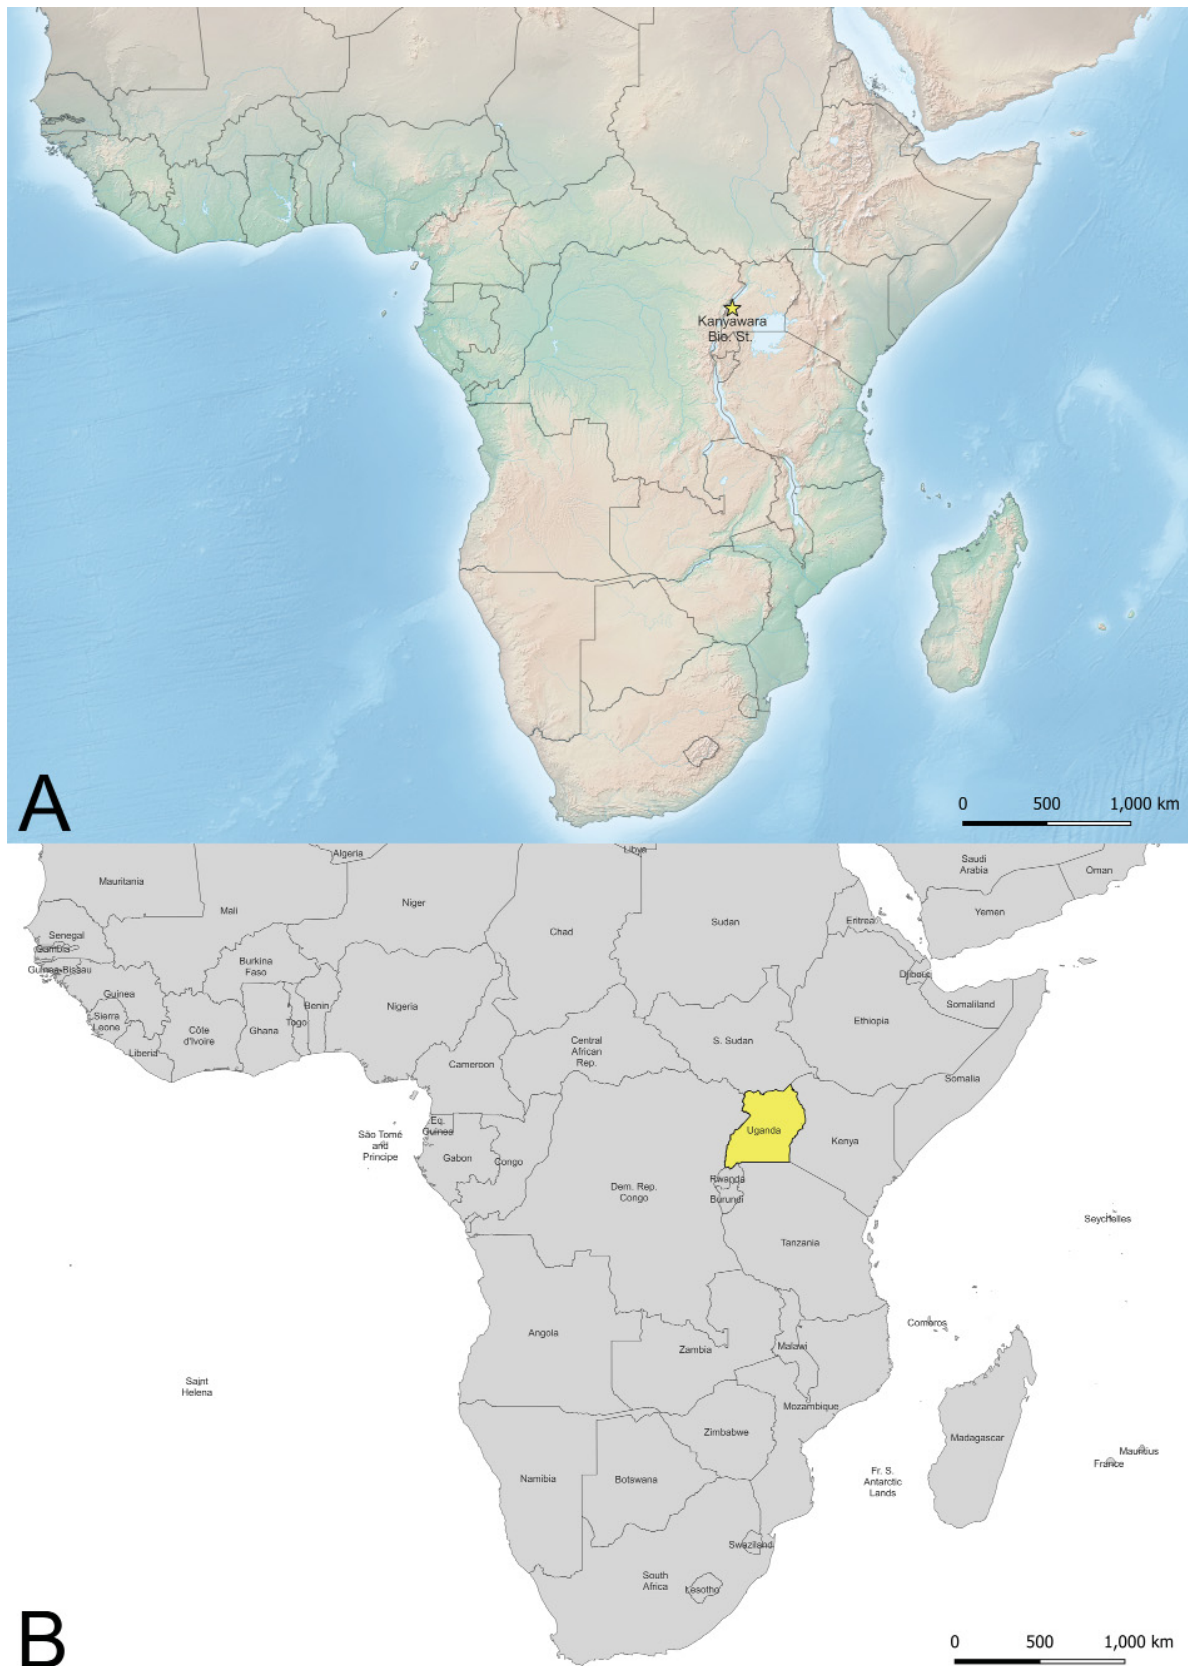 Kanyawara
Bio. St.
A
0 500 1,000 km
Algeria
Libya
Saudi
Arabia
Oman
Mauritania
Mali
Niger
Chad
Sudan
Eritrea
Yemen
Senegal
Gambia
Guinea-Bissau
Burkina
Faso
Djibouti
Guinea
Benin
Nigeria
Somaliland
Sierra
Leone
Côte
d'Ivoire
Ghana
Togo
Ethiopia
Liberia
Cameroon
Central
African
Rep.
S. Sudan
Somalia
São Tomé
and
Principe
Eq.
Guinea
Gabon
Congo
Uganda
Kenya
Dem. Rep.
Congo
Rwanda
Burundi
Seychelles
Tanzania
Angola
Comoros
Zambia
Malawi
Saint
Helena
Mozambique
Zimbabwe
Madagascar
Mauritius
France
Namibia
Botswana
Fr. S.
Antarctic
Lands
Swaziland
South
Africa
Lesotho
B
0 500 1,000 km